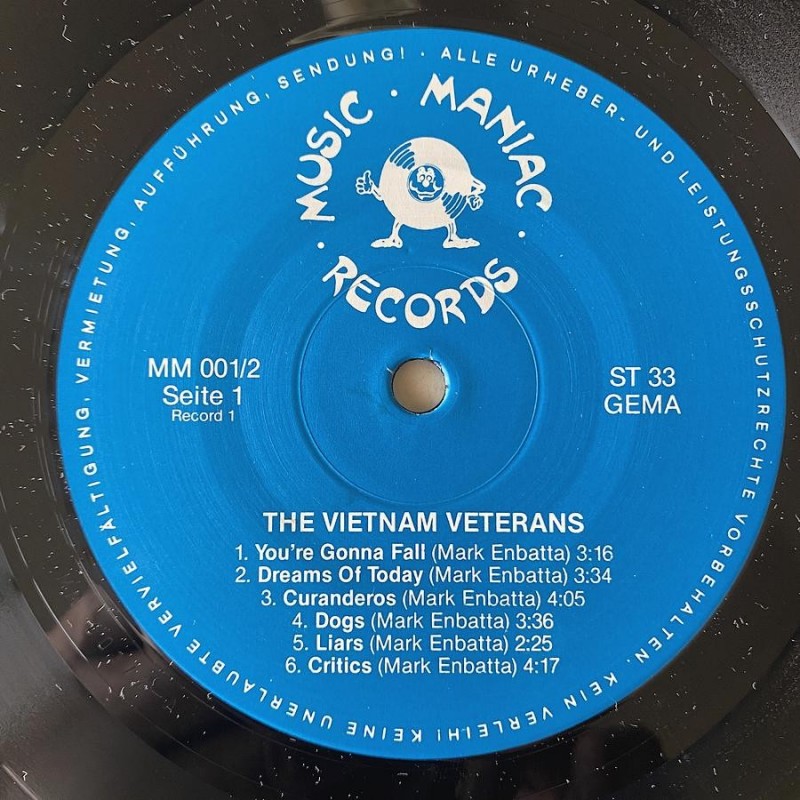 ALLE URHEBER- UND LEISTUNGSSCHUTZRECHTE VORBEHALTEN. KEIN VERLEIH! KEINE UNERLAUBTE VERVIELFÄLTIGUNG, VERMIETUNG, AUFFÜHRUNG, SENDUNG! ·
· MUSIC · MANIAC ·
RECORDS
MM 001/2
Seite 1
Record 1
ST 33
GEMA
THE VIETNAM VETERANS
1. You're Gonna Fall (Mark Enbatta) 3:16
2. Dreams Of Today (Mark Enbatta) 3:34
3. Curanderos (Mark Enbatta) 4:05
4. Dogs (Mark Enbatta) 3:36
5. Liars (Mark Enbatta) 2:25
6. Critics (Mark Enbatta) 4:17